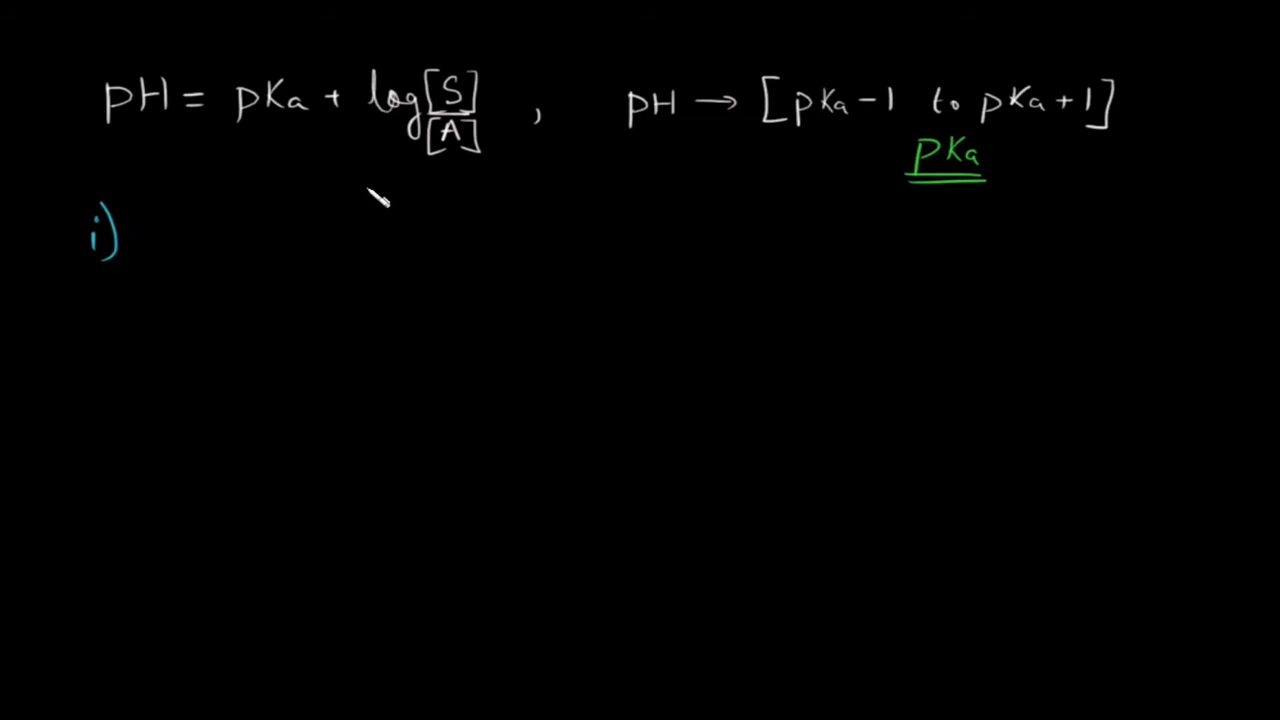 pH = pKa + log [S]/[A] , pH → [pKa-1 to pKa+1]
pKa
i)